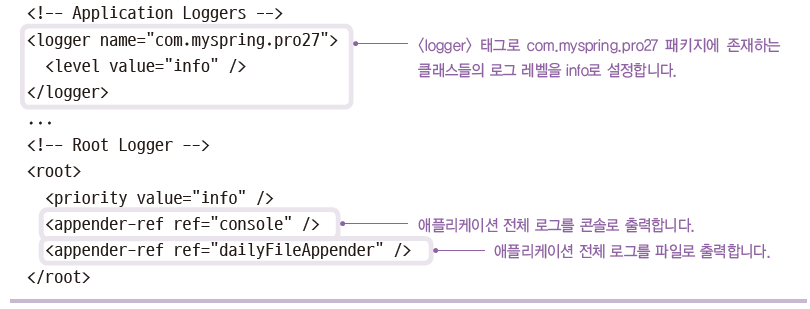 <!-- Application Loggers -->
<logger name="com.myspring.pro27">
<level value="info" />
</logger>
〈logger〉 태그로 com.myspring.pro27 패키지에 존재하는
클래스들의 로그 레벨을 info로 설정합니다.
...
<!-- Root Logger -->
<root>
<priority value="info" />
<appender-ref ref="console" />
애플리케이션 전체 로그를 콘솔로 출력합니다.
<appender-ref ref="dailyFileAppender" />
애플리케이션 전체 로그를 파일로 출력합니다.
</root>